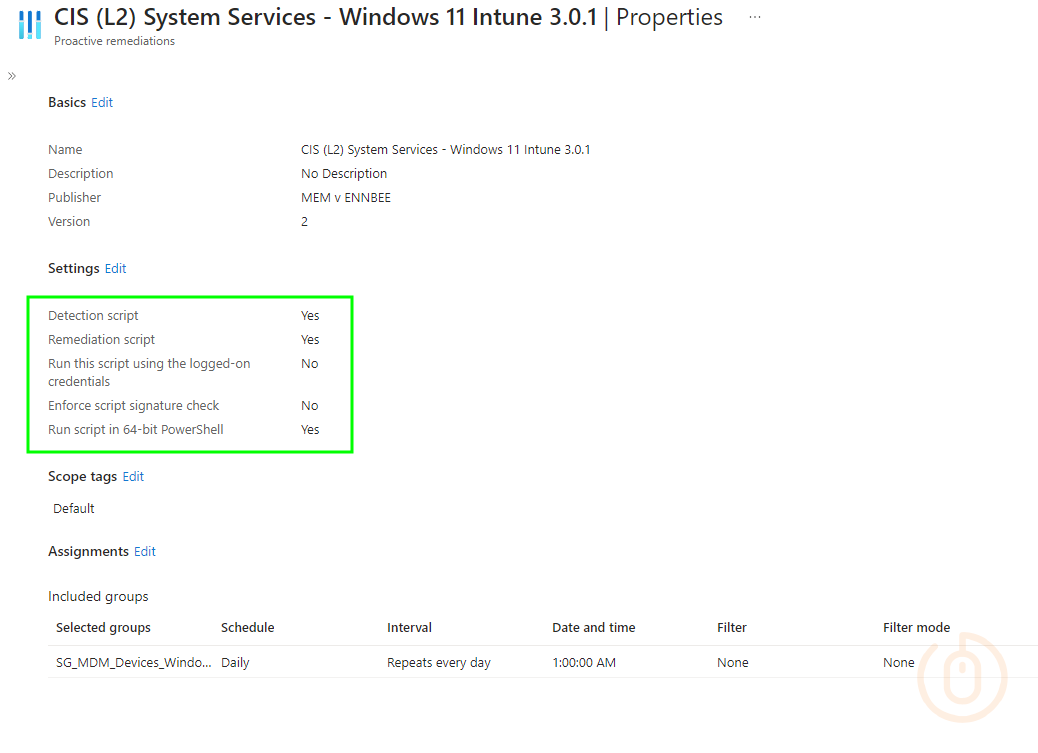 CIS (L2) System Services - Windows 11 Intune 3.0.1 | Properties ...
Proactive remediations
»
Basics Edit
Name CIS (L2) System Services - Windows 11 Intune 3.0.1
Description No Description
Publisher MEM v ENNBEE
Version 2
Settings Edit
Detection script Yes
Remediation script Yes
Run this script using the logged-on No
credentials
Enforce script signature check No
Run script in 64-bit PowerShell Yes
Scope tags Edit
Default
Assignments Edit
Included groups
Selected groups Schedule Interval Date and time Filter Filter mode
SG_MDM_Devices_Windo... Daily Repeats every day 1:00:00 AM None None